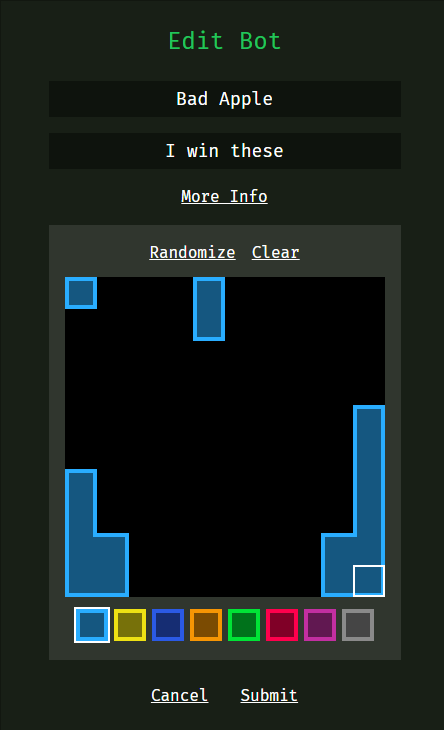 Edit Bot
Bad Apple
I win these
More Info
Randomize Clear
Cancel Submit